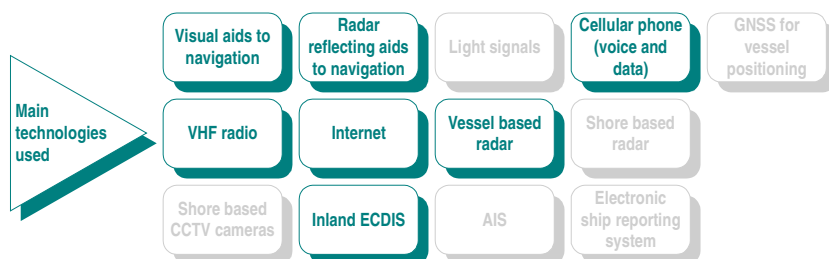 Main
technologies
used
Visual aids to
navigation
Radar
reflecting aids
to navigation
Light signals
Cellular phone
(voice and
data)
GNSS for
vessel
positioning
VHF radio
Internet
Vessel based
radar
Shore based
radar
Shore based
CCTV cameras
Inland ECDIS
AIS
Electronic
ship reporting
system